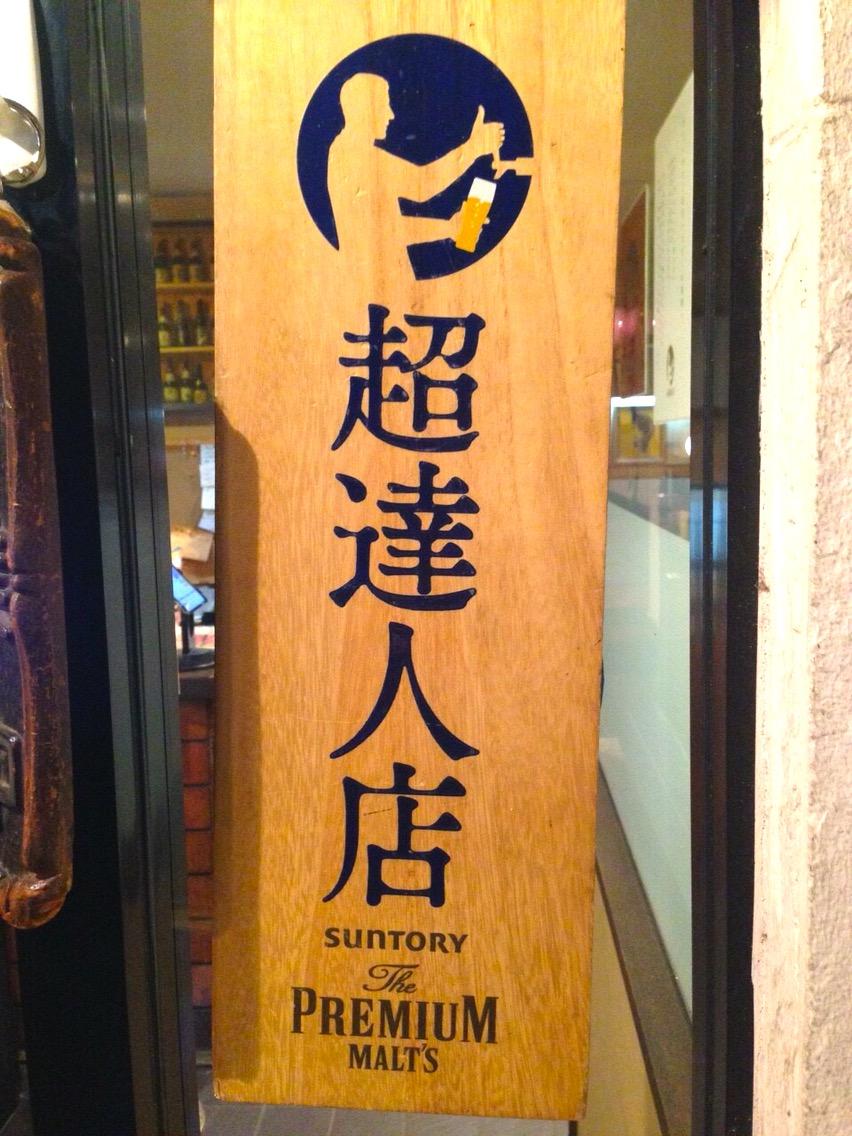 超達人店
SUNTORY
The
PREMIUM
MALT'S